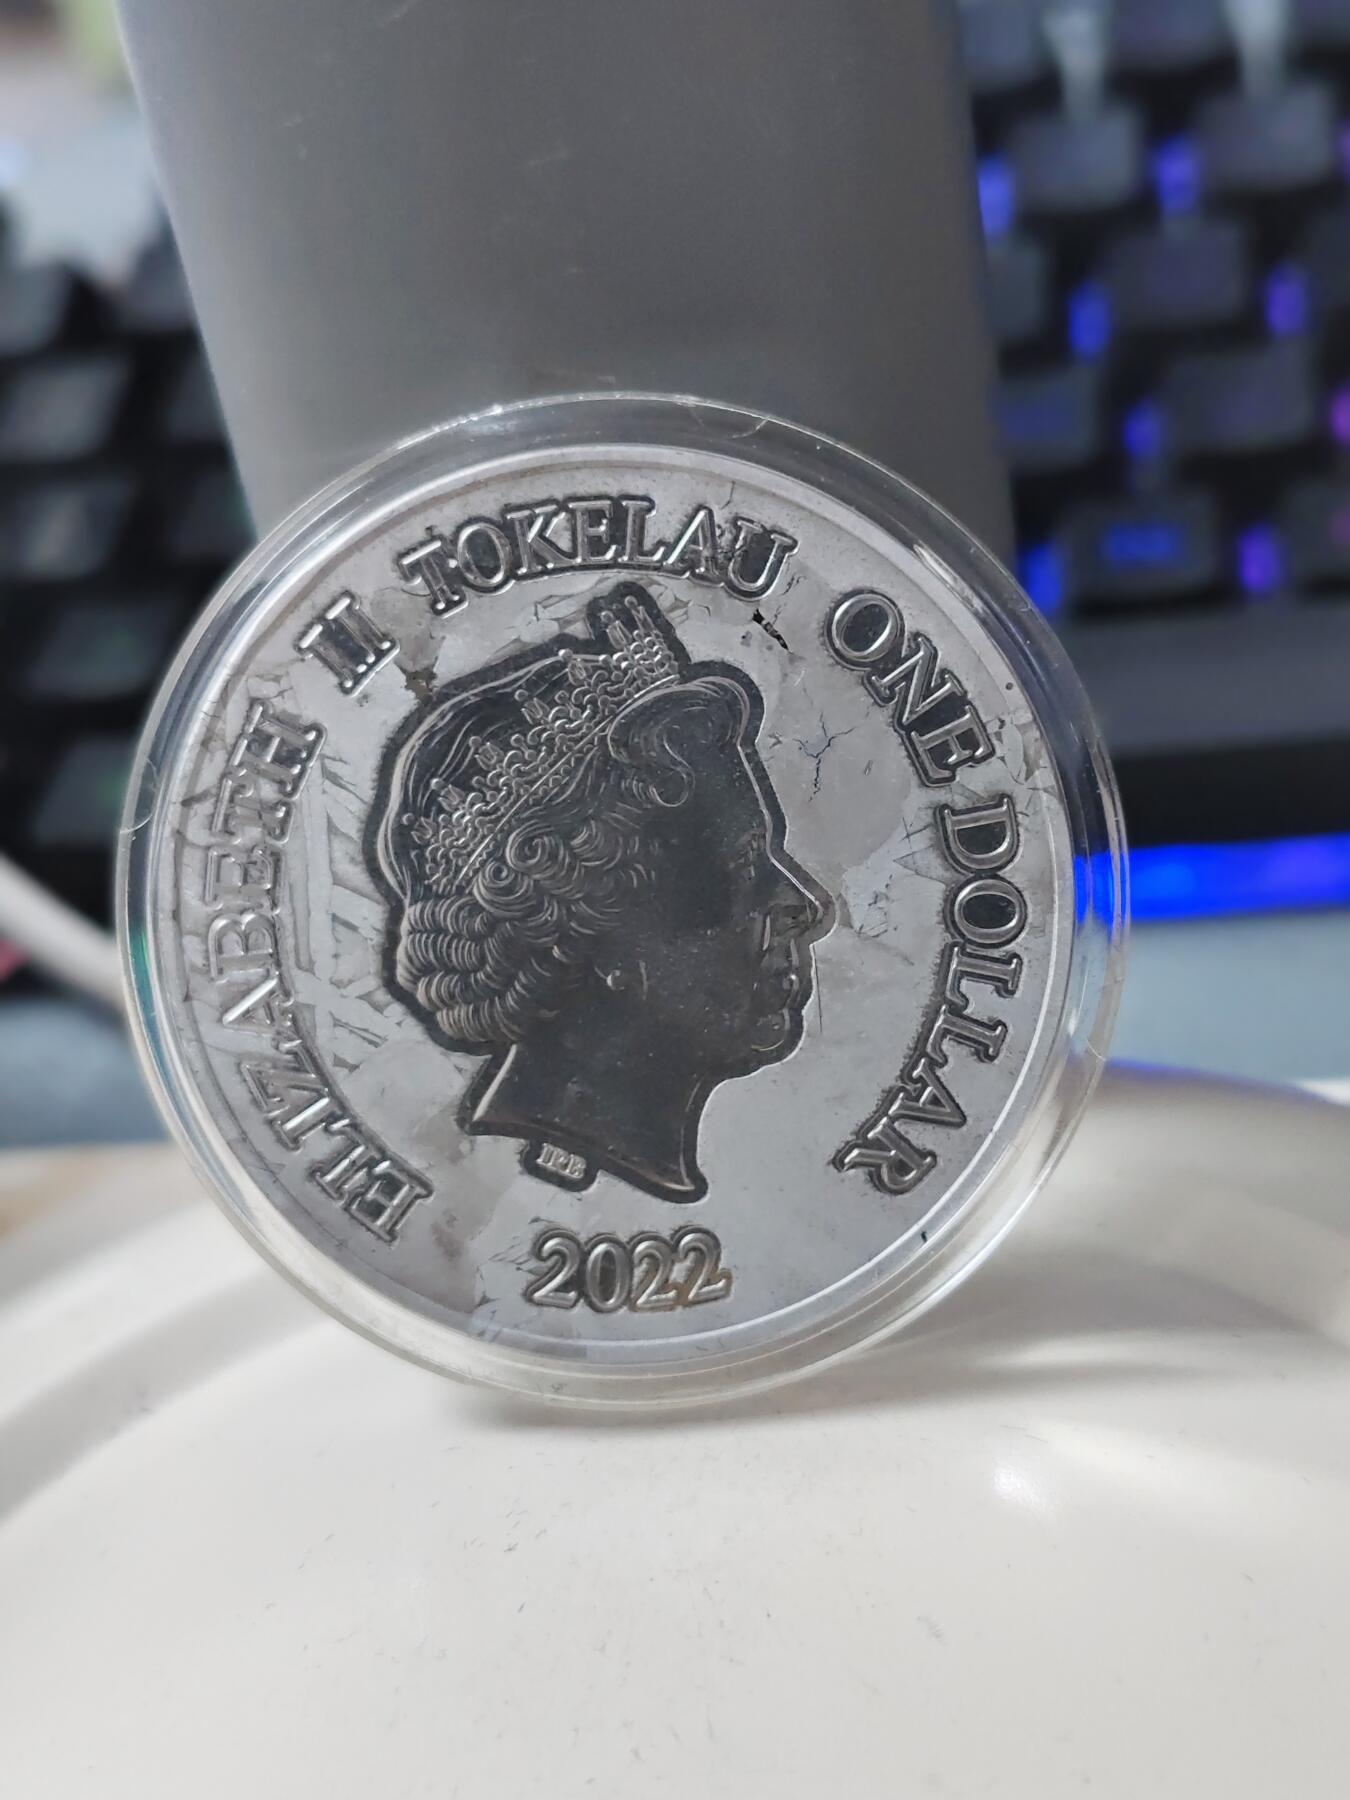 ELIZABETH II TOKELAU ONE DOLLAR
IRB
2022